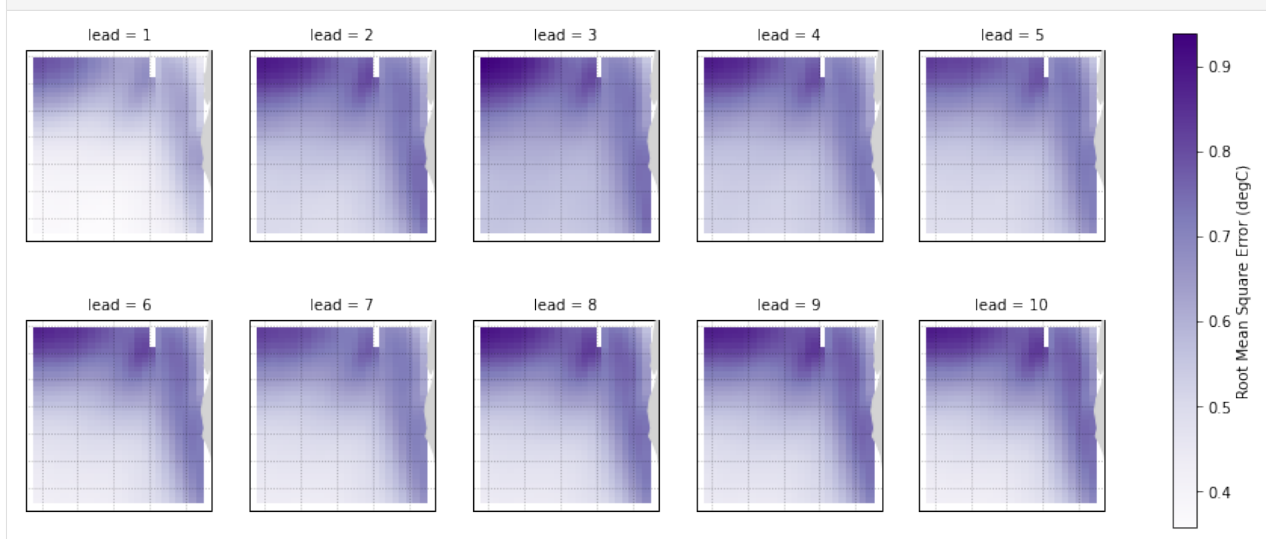 lead = 1
lead = 2
lead = 3
lead = 4
lead = 5
lead = 6
lead = 7
lead = 8
lead = 9
lead = 10
0.9
0.8
0.7
0.6
0.5
0.4
Root Mean Square Error (degC)